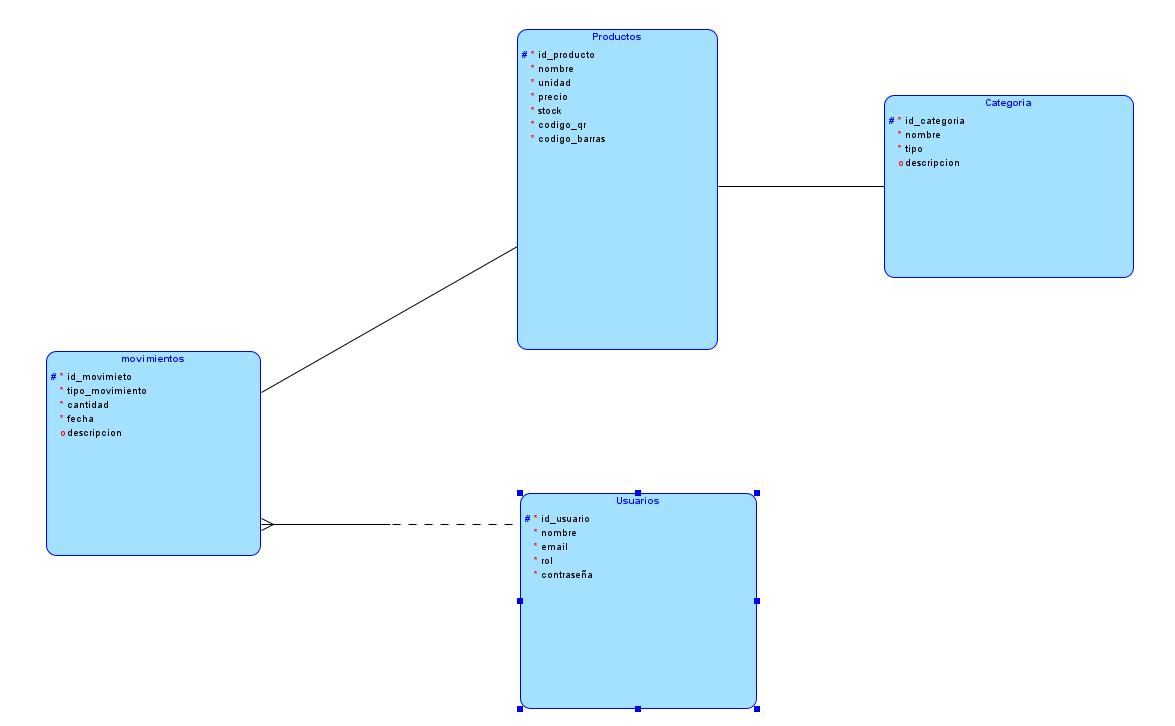 Productos
# * id_producto
* nombre
* unidad
* precio
* stock
* codigo_qr
* codigo_barras
Categoria
# * id_categoria
* nombre
* tipo
o descripcion
movimientos
# * id_movimieto
* tipo_movimiento
* cantidad
* fecha
o descripcion
Usuarios
# * id_usuario
* nombre
* email
* rol
* contraseña